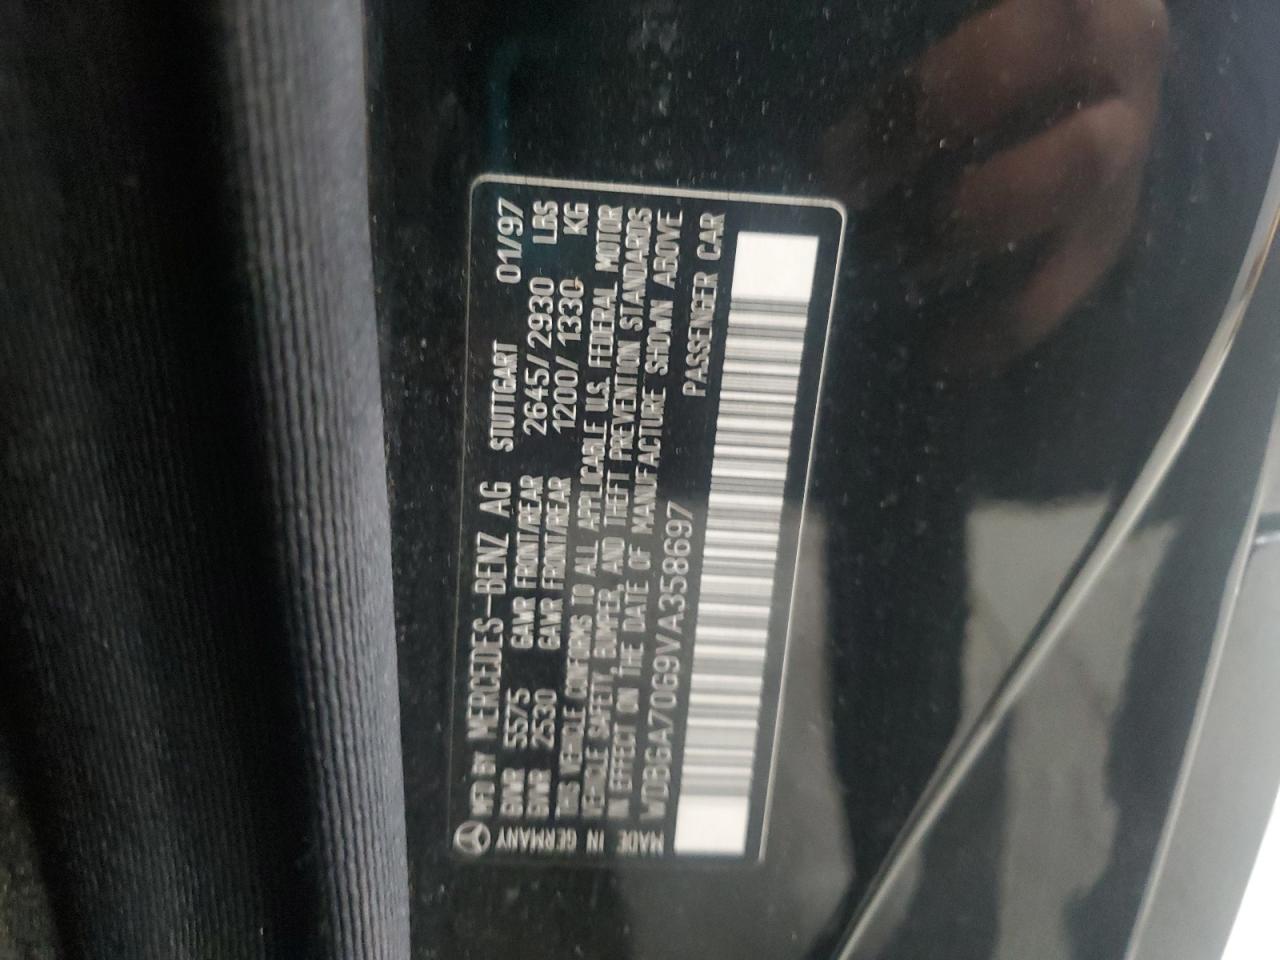 MFD BY MERCEDES-BENZ AG STUTTGART 01/97
GVWR 5575 GAWR FRONT/REAR 2645/2930 LBS
GVWR 2530 GAWR FRONT/REAR 1200/1330 KG
THIS VEHICLE CONFIRMS TO ALL APPLICABLE U.S. FEDERAL MOTOR
VEHICLE SAFETY, BUMPER, AND THEFT PREVENTION STANDARDS
IN EFFECT ON THE DATE OF MANUFACTURE SHOWN ABOVE
WDBGA70G9VA358697 PASSENGER CAR
MADE IN GERMANY